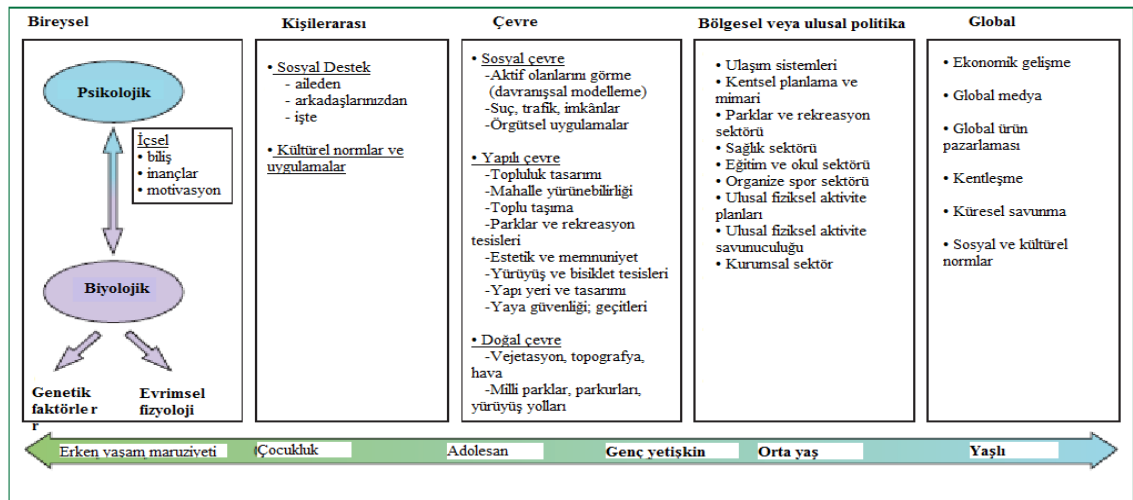 Bireysel
Psikolojik
İçsel
• biliş
• inançlar
• motivasyon
Biyolojik
Genetik
faktörler
r
Evrimsel
fizyoloji
Kişilerarası
• Sosyal Destek
- aileden
- arkadaşlarınızdan
- işte
• Kültürel normlar ve
uygulamalar
Çevre
• Sosyal çevre
-Aktif olanlarını görme
(davranışsal modelleme)
-Suç, trafik, imkânlar
-Örgütsel uygulamalar
• Yapılı çevre
-Topluluk tasarımı
-Mahalle yürünebilirliği
-Toplu taşıma
-Parklar ve rekreasyon
tesisleri
-Estetik ve memnuniyet
-Yürüyüş ve bisiklet tesisleri
-Yapı yeri ve tasarımı
-Yaya güvenliği; geçitleri
• Doğal çevre
-Vejetasyon, topografya,
hava
-Milli parklar, parkurları,
yürüyüş yolları
Bölgesel veya ulusal politika
• Ulaşım sistemleri
• Kentsel planlama ve
mimari
• Parklar ve rekreasyon
sektörü
• Sağlık sektörü
• Eğitim ve okul sektörü
• Organize spor sektörü
• Ulusal fiziksel aktivite
planları
• Ulusal fiziksel aktivite
savunuculuğu
• Kurumsal sektör
Global
• Ekonomik gelişme
• Global medya
• Global ürün
pazarlaması
• Kentleşme
• Küresel savunma
• Sosyal ve kültürel
normlar
Erken yaşam maruziyeti
Çocukluk
Adolesan
Genç yetişkin
Orta yaş
Yaşlı